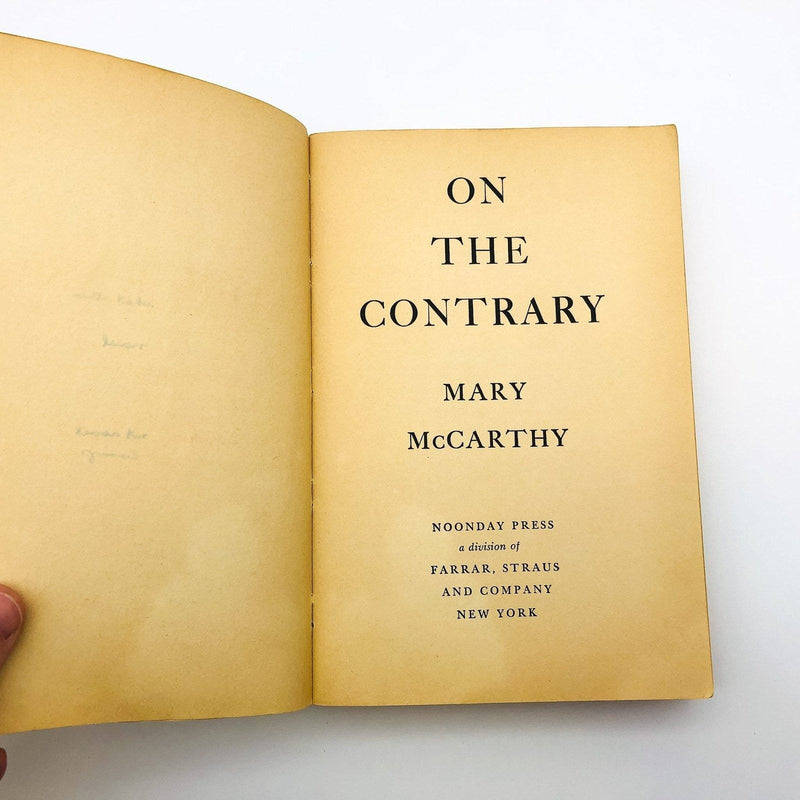 ON
THE
CONTRARY
MARY
McCARTHY
NOONDAY PRESS
a division of
FARRAR, STRAUS
AND COMPANY
NEW YORK